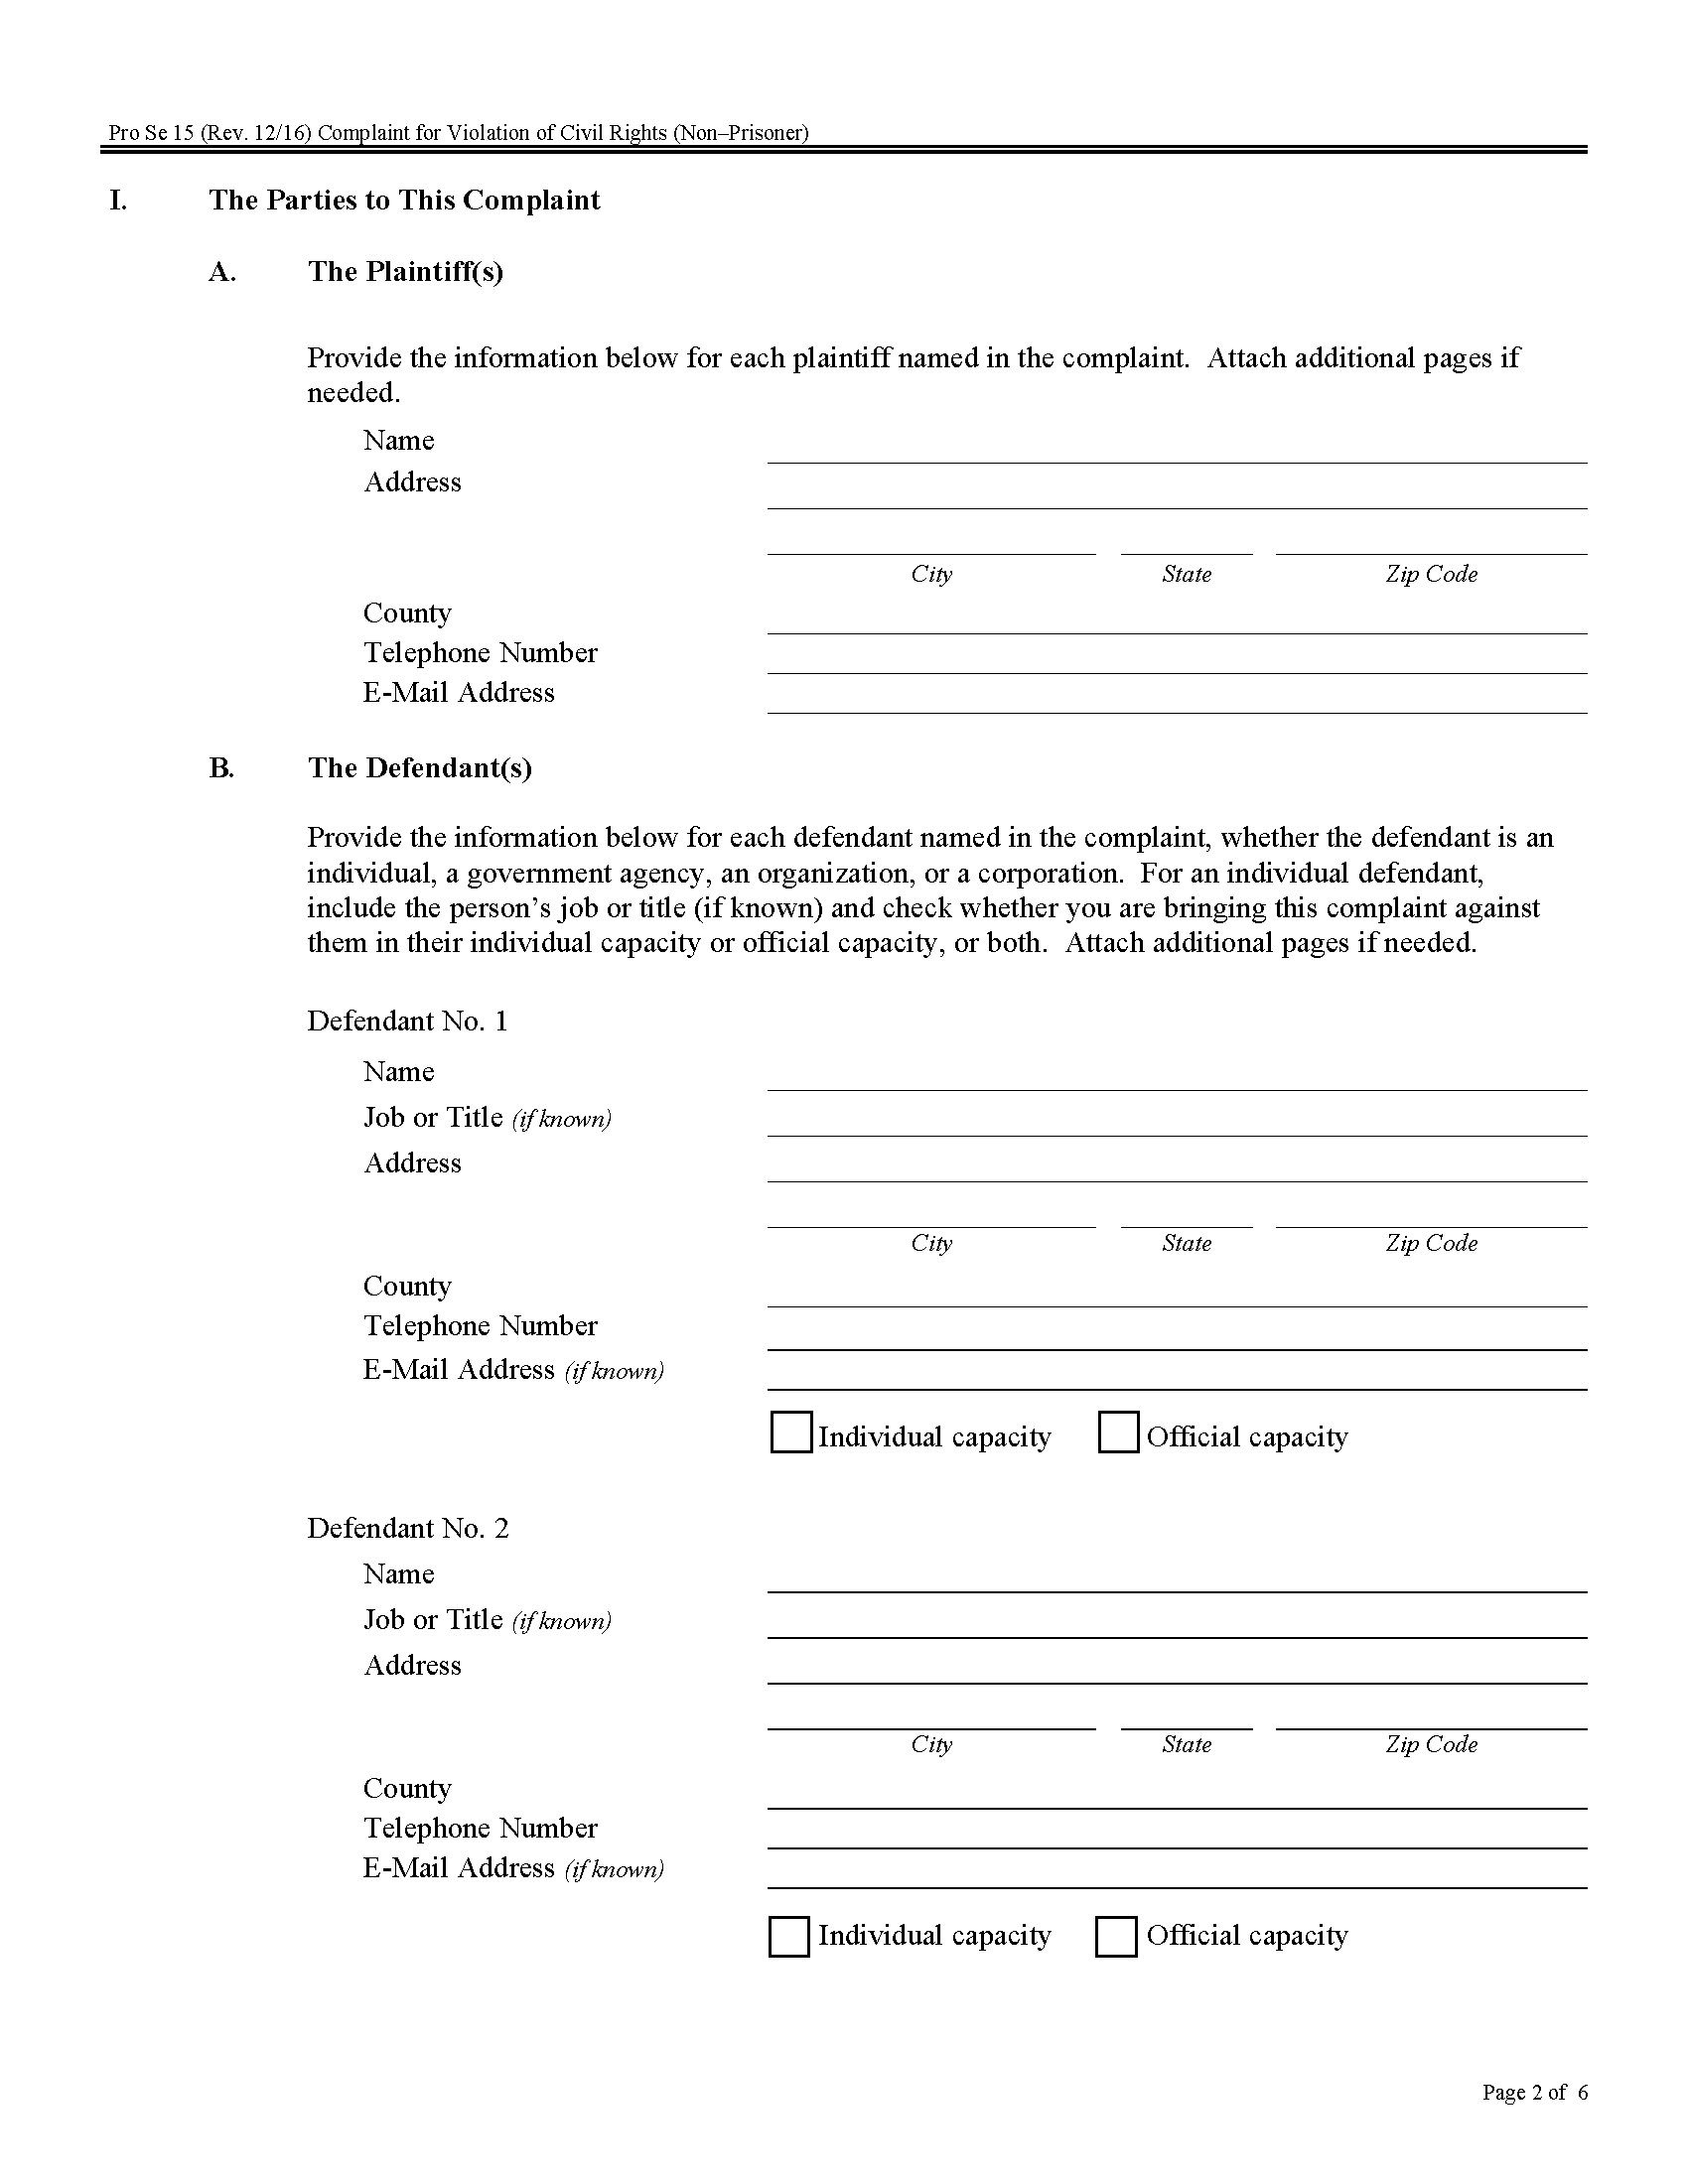 Pro Se 15 (Rev. 12/16) Complaint for Violation of Civil Rights (Non–Prisoner)
I. The Parties to This Complaint
A. The Plaintiff(s)
Provide the information below for each plaintiff named in the complaint.  Attach additional pages if
needed.
Name
Address
City State Zip Code
County
Telephone Number
E-Mail Address
B. The Defendant(s)
Provide the information below for each defendant named in the complaint, whether the defendant is an
individual, a government agency, an organization, or a corporation.  For an individual defendant,
include the person’s job or title (if known) and check whether you are bringing this complaint against
them in their individual capacity or official capacity, or both.  Attach additional pages if needed.
Defendant No. 1
Name
Job or Title (if known)
Address
City State Zip Code
County
Telephone Number
E-Mail Address (if known)
Individual capacity Official capacity
Defendant No. 2
Name
Job or Title (if known)
Address
City State Zip Code
County
Telephone Number
E-Mail Address (if known)
Individual capacity Official capacity
Page 2 of 6